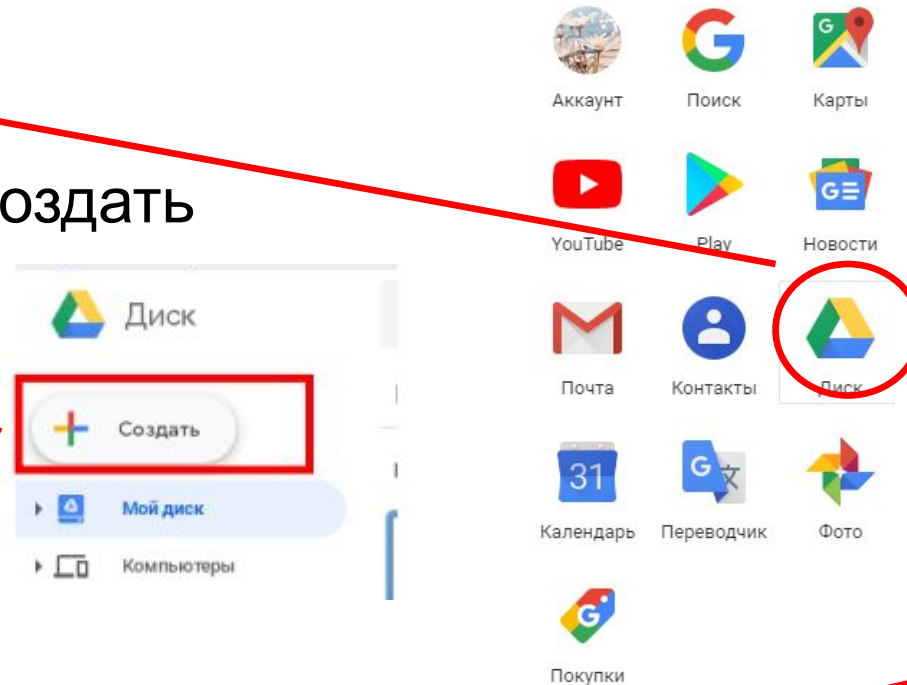 оздать
Диск
Создать
Мой диск
Компьютеры
Аккаунт
Поиск
Карты
YouTube
Play
Новости
Почта
Контакты
Диск
31
Календарь
Переводчик
Фото
Покупки